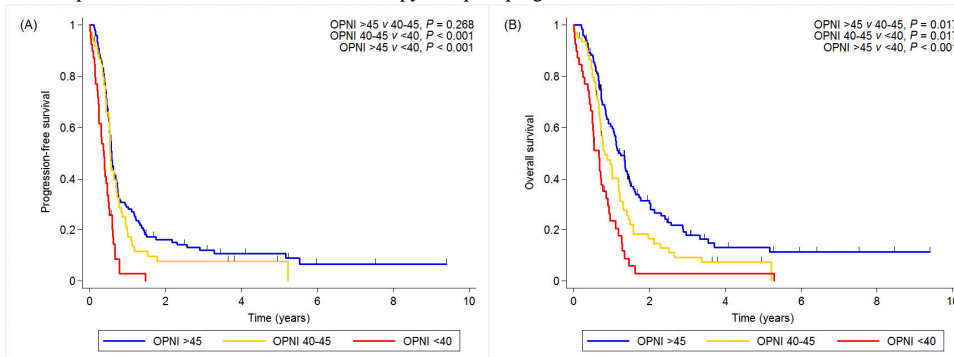 (A)
OPNI >45 v 40-45, P = 0.268
OPNI 40-45 v <40, P < 0.001
OPNI >45 v <40, P < 0.001
Progression-free survival
1
0.8
0.6
0.4
0.2
0
0 2 4 6 8 10
Time (years)
OPNI >45 OPNI 40-45 OPNI <40
(B)
OPNI >45 v 40-45, P = 0.017
OPNI 40-45 v <40, P = 0.017
OPNI >45 v <40, P < 0.001
Overall survival
1
0.8
0.6
0.4
0.2
0
0 2 4 6 8 10
Time (years)
OPNI >45 OPNI 40-45 OPNI <40